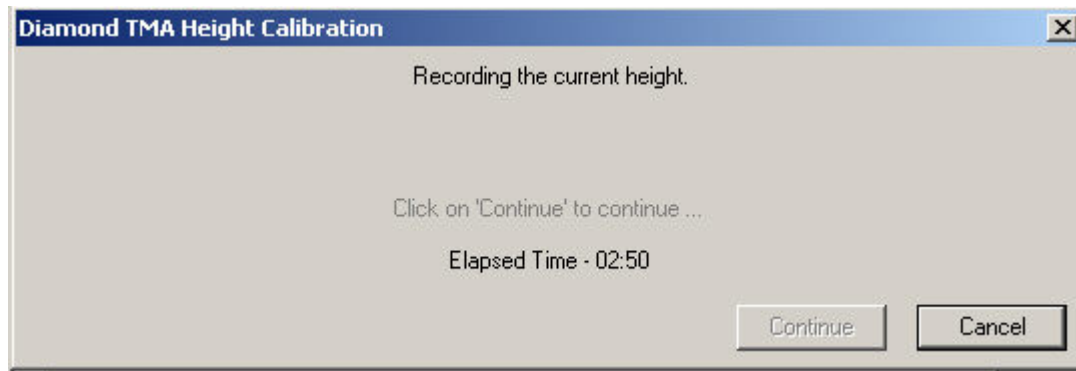 Diamond TMA Height Calibration
Recording the current height.
Click on 'Continue' to continue ...
Elapsed Time - 02:50
Continue Cancel